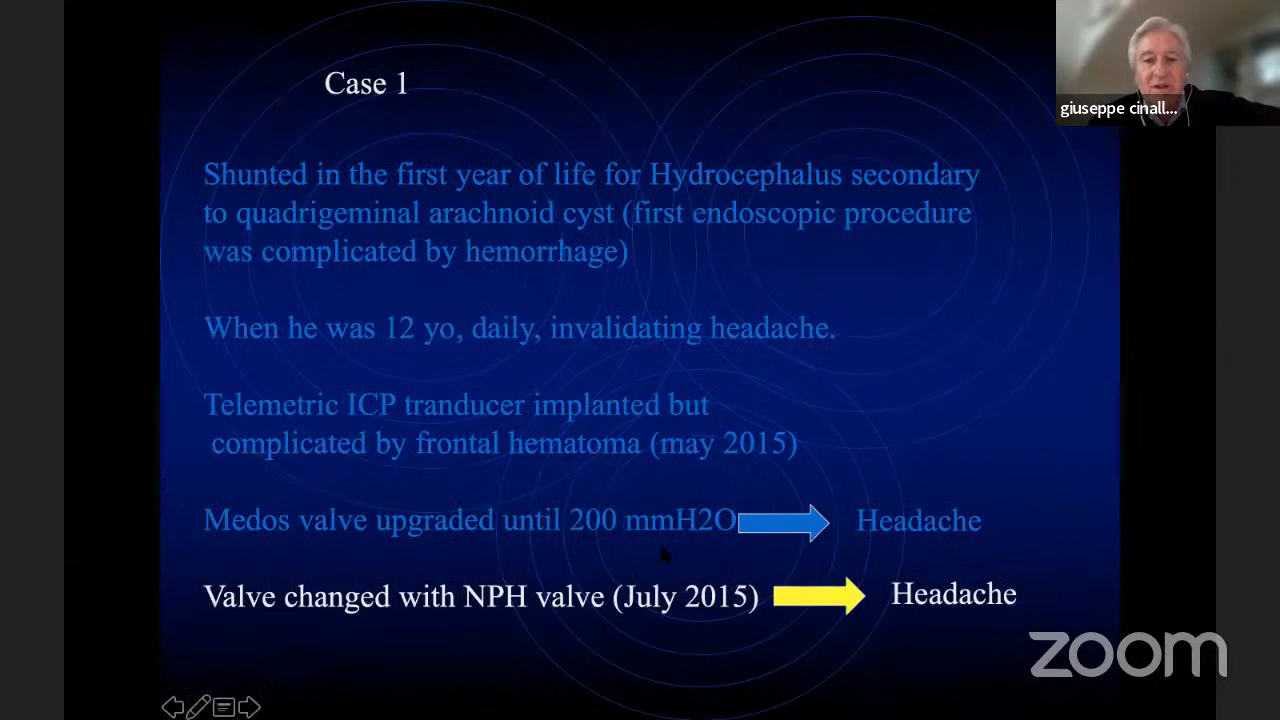 Case 1
giuseppe cinall...
Shunted in the first year of life for Hydrocephalus secondary
to quadrigeminal arachnoid cyst (first endoscopic procedure
was complicated by hemorrhage)
When he was 12 yo, daily, invalidating headache.
Telemetric ICP tranducer implanted but
complicated by frontal hematoma (may 2015)
Medos valve upgraded until 200 mmH2O Headache
Valve changed with NPH valve (July 2015) Headache
zoom